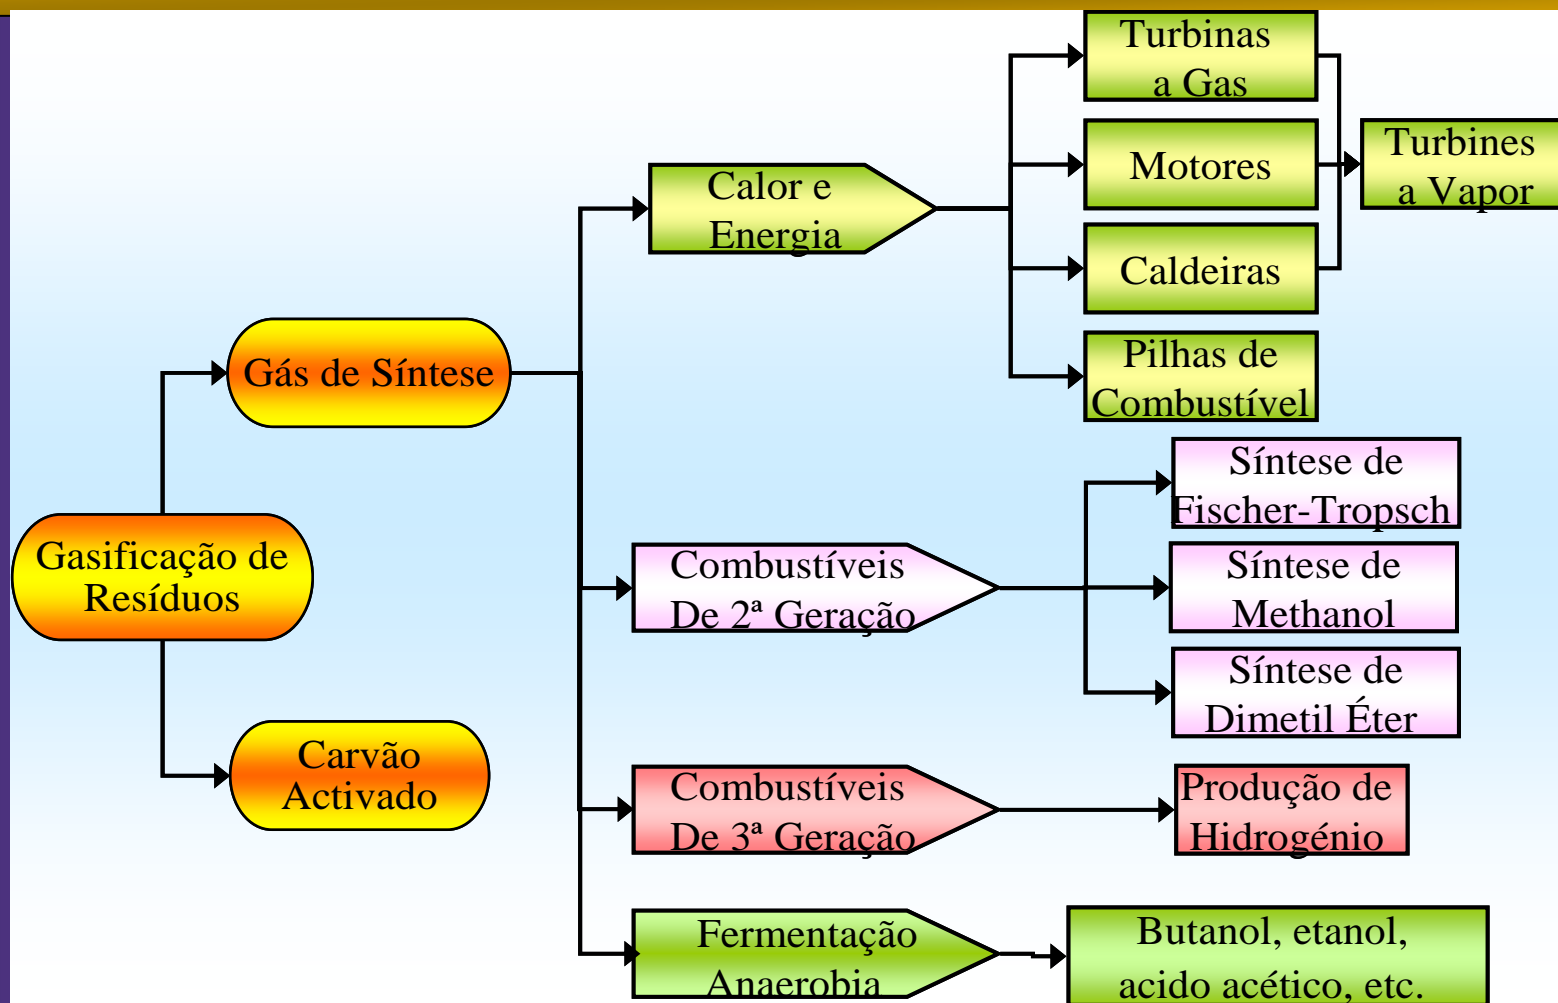 Turbinas
a Gas
Motores
Turbines
a Vapor
Calor e
Energia
Caldeiras
Pilhas de
Combustível
Gás de Síntese
Síntese de
Fischer-Tropsch
Gasificação de
Resíduos
Combustíveis
De 2ª Geração
Síntese de
Methanol
Síntese de
Dimetil Éter
Carvão
Activado
Combustíveis
De 3ª Geração
Produção de
Hidrogénio
Fermentação
Anaerobia
Butanol, etanol,
acido acético, etc.